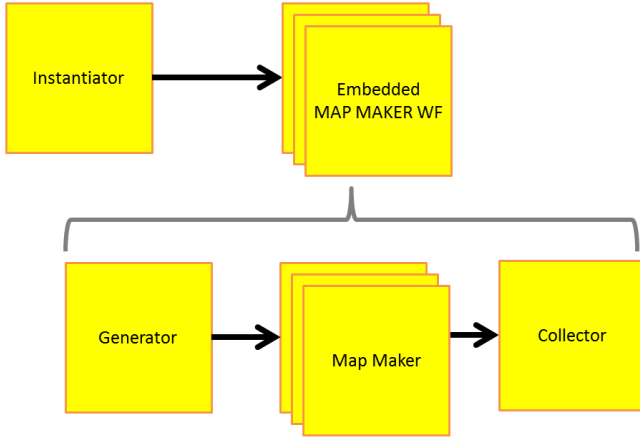 Instantiator
Embedded
MAP MAKER WF
Generator
Map Maker
Collector